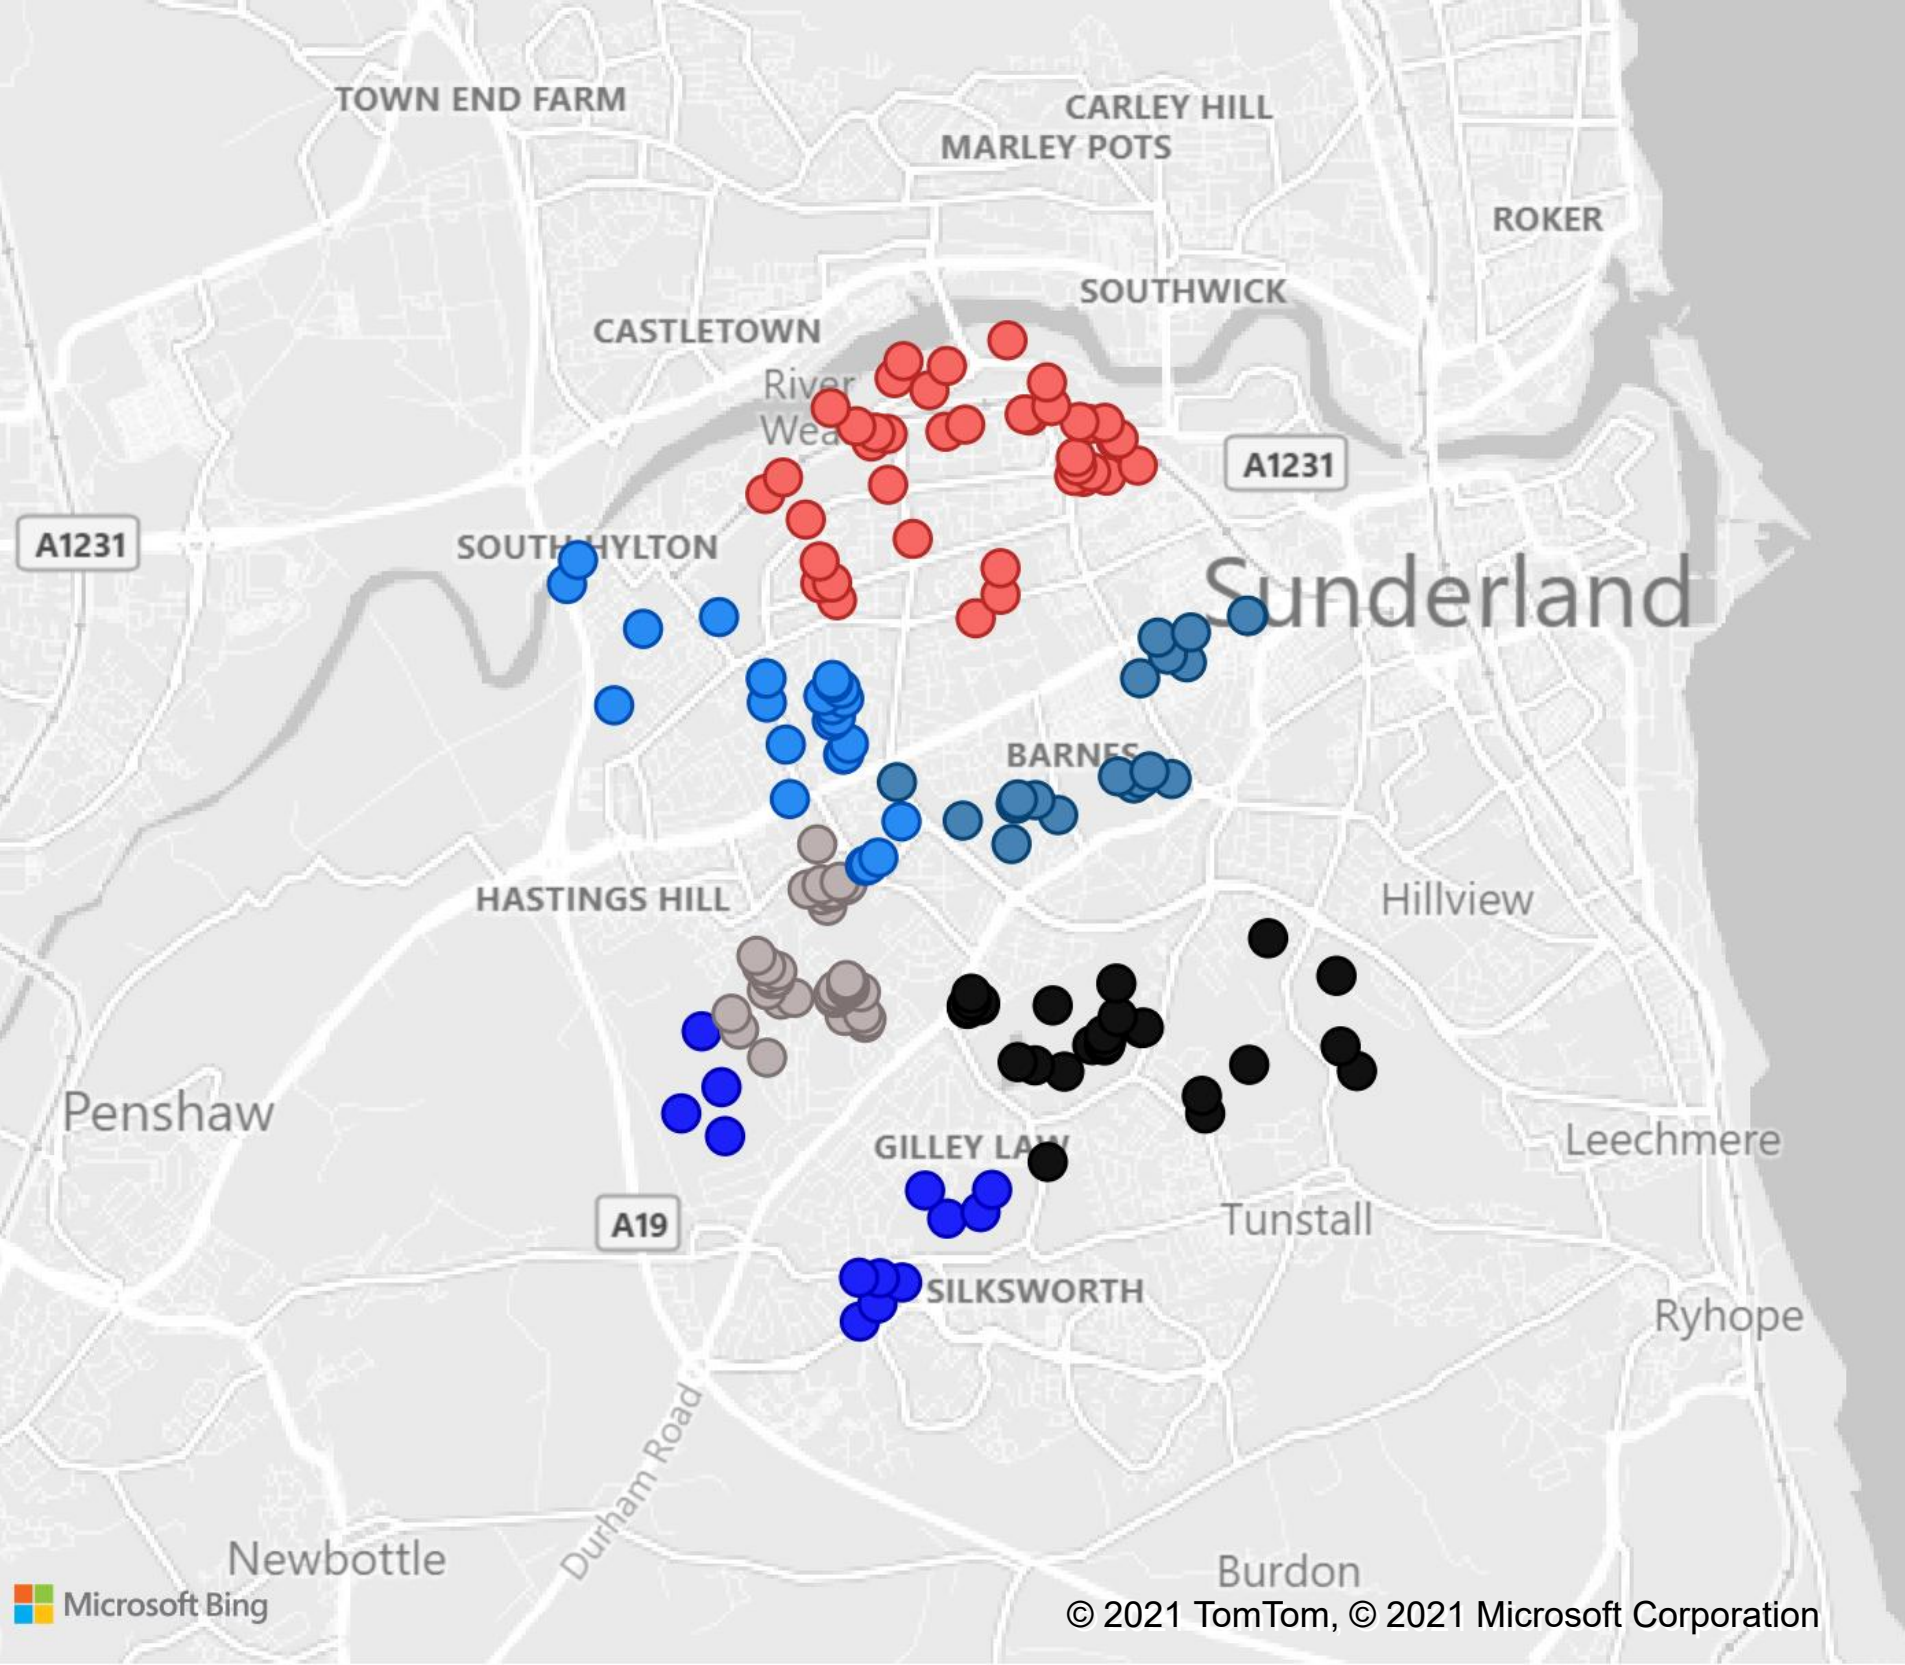 TOWN END FARM
CARLEY HILL
MARLEY POTS
ROKER
SOUTHWICK
CASTLETOWN
River
Wea
A1231
A1231
SOUTH HYLTON
Sunderland
BARNES
HASTINGS HILL
Hillview
Penshaw
GILLEY LAW
Leechmere
A19
Tunstall
SILKSWORTH
Ryhope
Durham Road
Newbottle
Burdon
Microsoft Bing
© 2021 TomTom, © 2021 Microsoft Corporation